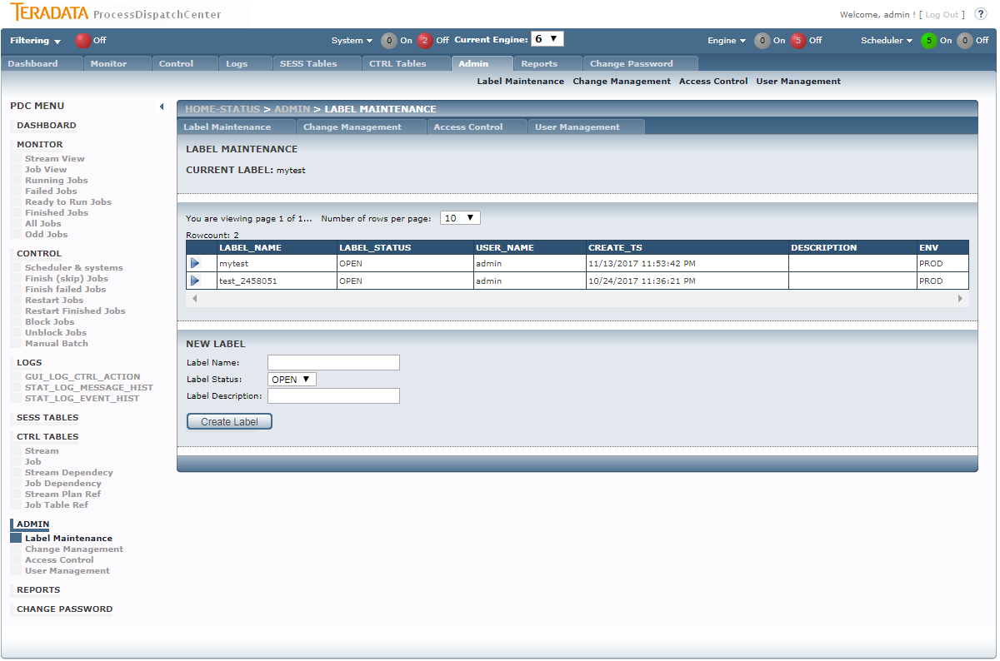 TERADATA ProcessDispatchCenter
Welcome, admin ! [ Log Out ] ?
Filtering Off System 0 On 2 Off Current Engine: 6 Engine 0 On 5 Off Scheduler 5 On 0 Off
Dashboard Monitor Control Logs SESS Tables CTRL Tables Admin Reports Change Password
Label Maintenance Change Management Access Control User Management
PDC MENU
DASHBOARD
MONITOR
Stream View
Job View
Running Jobs
Failed Jobs
Ready to Run Jobs
Finished Jobs
All Jobs
Odd Jobs
CONTROL
Scheduler & systems
Finish (skip) Jobs
Finish failed Jobs
Restart Jobs
Restart Finished Jobs
Block Jobs
Unblock Jobs
Manual Batch
LOGS
GUI_LOG_CTRL_ACTION
STAT_LOG_MESSAGE_HIST
STAT_LOG_EVENT_HIST
SESS TABLES
CTRL TABLES
Stream
Job
Stream Dependecy
Job Dependency
Stream Plan Ref
Job Table Ref
ADMIN
Label Maintenance
Change Management
Access Control
User Management
REPORTS
CHANGE PASSWORD
HOME-STATUS > ADMIN > LABEL MAINTENANCE
Label Maintenance Change Management Access Control User Management
LABEL MAINTENANCE
CURRENT LABEL: mytest
You are viewing page 1 of 1... Number of rows per page: 10
Rowcount: 2
LABEL_NAME LABEL_STATUS USER_NAME CREATE_TS DESCRIPTION ENV
mytest OPEN admin 11/13/2017 11:53:42 PM PROD
test_2458051 OPEN admin 10/24/2017 11:36:21 PM PROD
NEW LABEL
Label Name:
Label Status: OPEN
Label Description:
Create Label